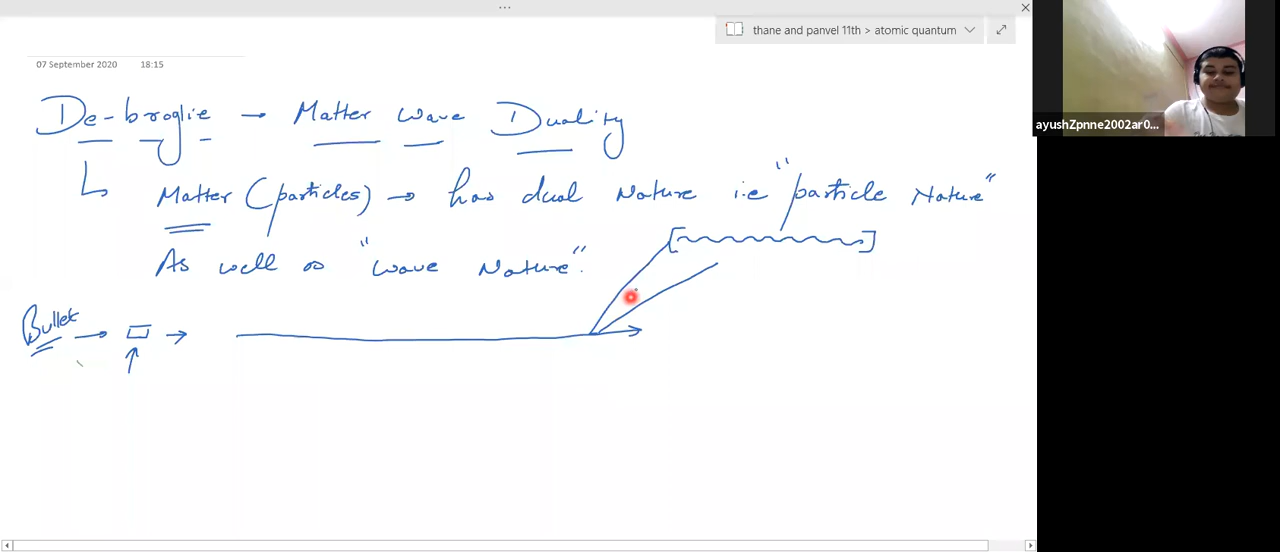 thane and panvel 11th > atomic quantum
07 September 2020 18:15
De-broglie → Matter wave Duality
Matter (particles) → has dual Nature i.e "particle Nature"
As well as "wave Nature".
Bullet
ayushZpnne2002ar0...